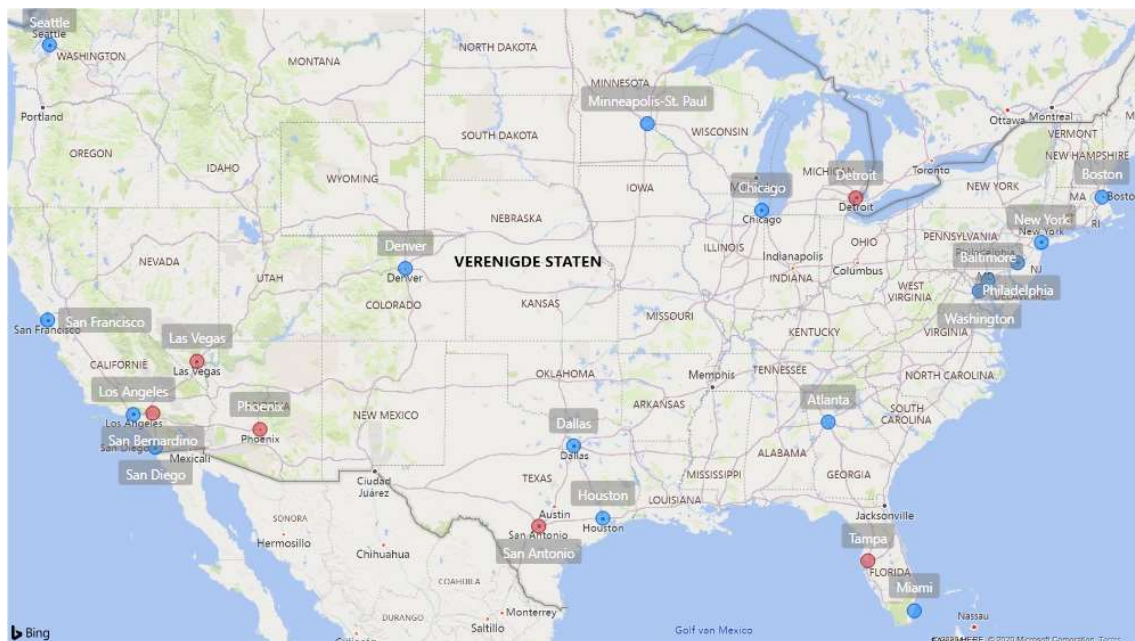 Seattle
WASHINGTON
NORTH DAKOTA
MONTANA
MINNESOTA
Minneapolis-St. Paul
Portland
Ottawa
Montreal
VERMONT
SOUTH DAKOTA
WISCONSIN
OREGON
IDAHO
MICHIGAN
Toronto
NEW HAMPSHIRE
WYOMING
Detroit
Boston
IOWA
Chicago
NEW YORK
MA
Boston
Detroit
RI
NEBRASKA
Chicago
New York
New York
NEVADA
Denver
ILLINOIS
OHIO
PENNSYLVANIA
UTAH
Denver
VERENIGDE STATEN
Indianapolis
Columbus
Baltimore
NJ
INDIANA
COLORADO
KANSAS
WEST
VIRGINIA
Philadelphia
MISSOURI
San Francisco
San Francisco
KENTUCKY
VIRGINIA
Washington
Las Vegas
CALIFORNIË
Las Vegas
OKLAHOMA
Memphis
TENNESSEE
NORTH CAROLINA
Los Angeles
Phoenix
NEW MEXICO
ARKANSAS
Atlanta
SOUTH
CAROLINA
Los Angeles
Phoenix
Dallas
San Bernardino
San Diego
Mexicali
Dallas
ALABAMA
San Diego
Ciudad
Juárez
TEXAS
MISSISSIPPI
GEORGIA
Houston
LOUISIANA
SONORA
Austin
Jacksonville
Hermosillo
San Antonio
Houston
Tampa
Chihuahua
San Antonio
FLORIDA
COAHUILA
Miami
DURANGO
Monterrey
Nassau
Saltillo
Golf van Mexico
Bing
HERE, © 2020 Microsoft Corporation Terms